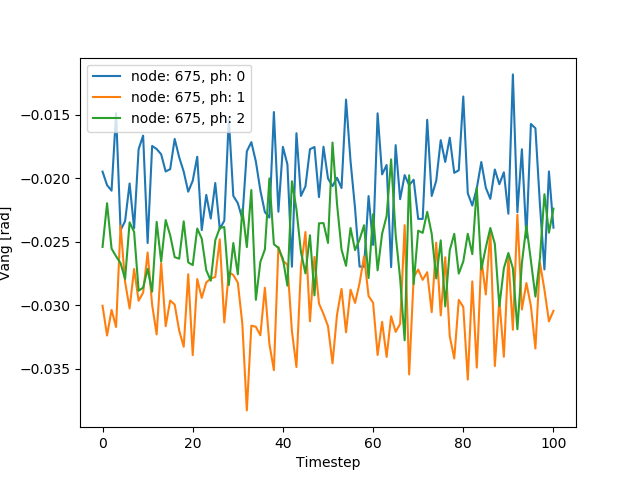 node: 675, ph: 0
node: 675, ph: 1
node: 675, ph: 2
−0.015
−0.020
−0.025
−0.030
−0.035
Vang [rad]
0 20 40 60 80 100
Timestep